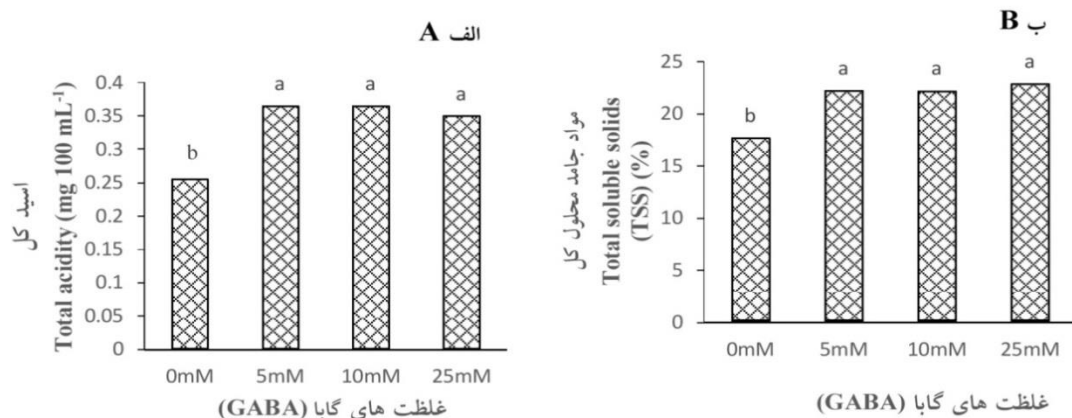 الف A
اسید کل
Total acidity (mg 100 mL⁻¹)
0.4
0.35
0.3
0.25
0.2
0.15
0.1
0.05
0
b
a
a
a
0mM 5mM 10mM 25mM
غلظت های گابا (GABA)
ب B
مواد جامد محلول کل
Total soluble solids
(TSS) (%)
25
20
15
10
5
0
b
a
a
a
0mM 5mM 10mM 25mM
غلظت های گابا (GABA)